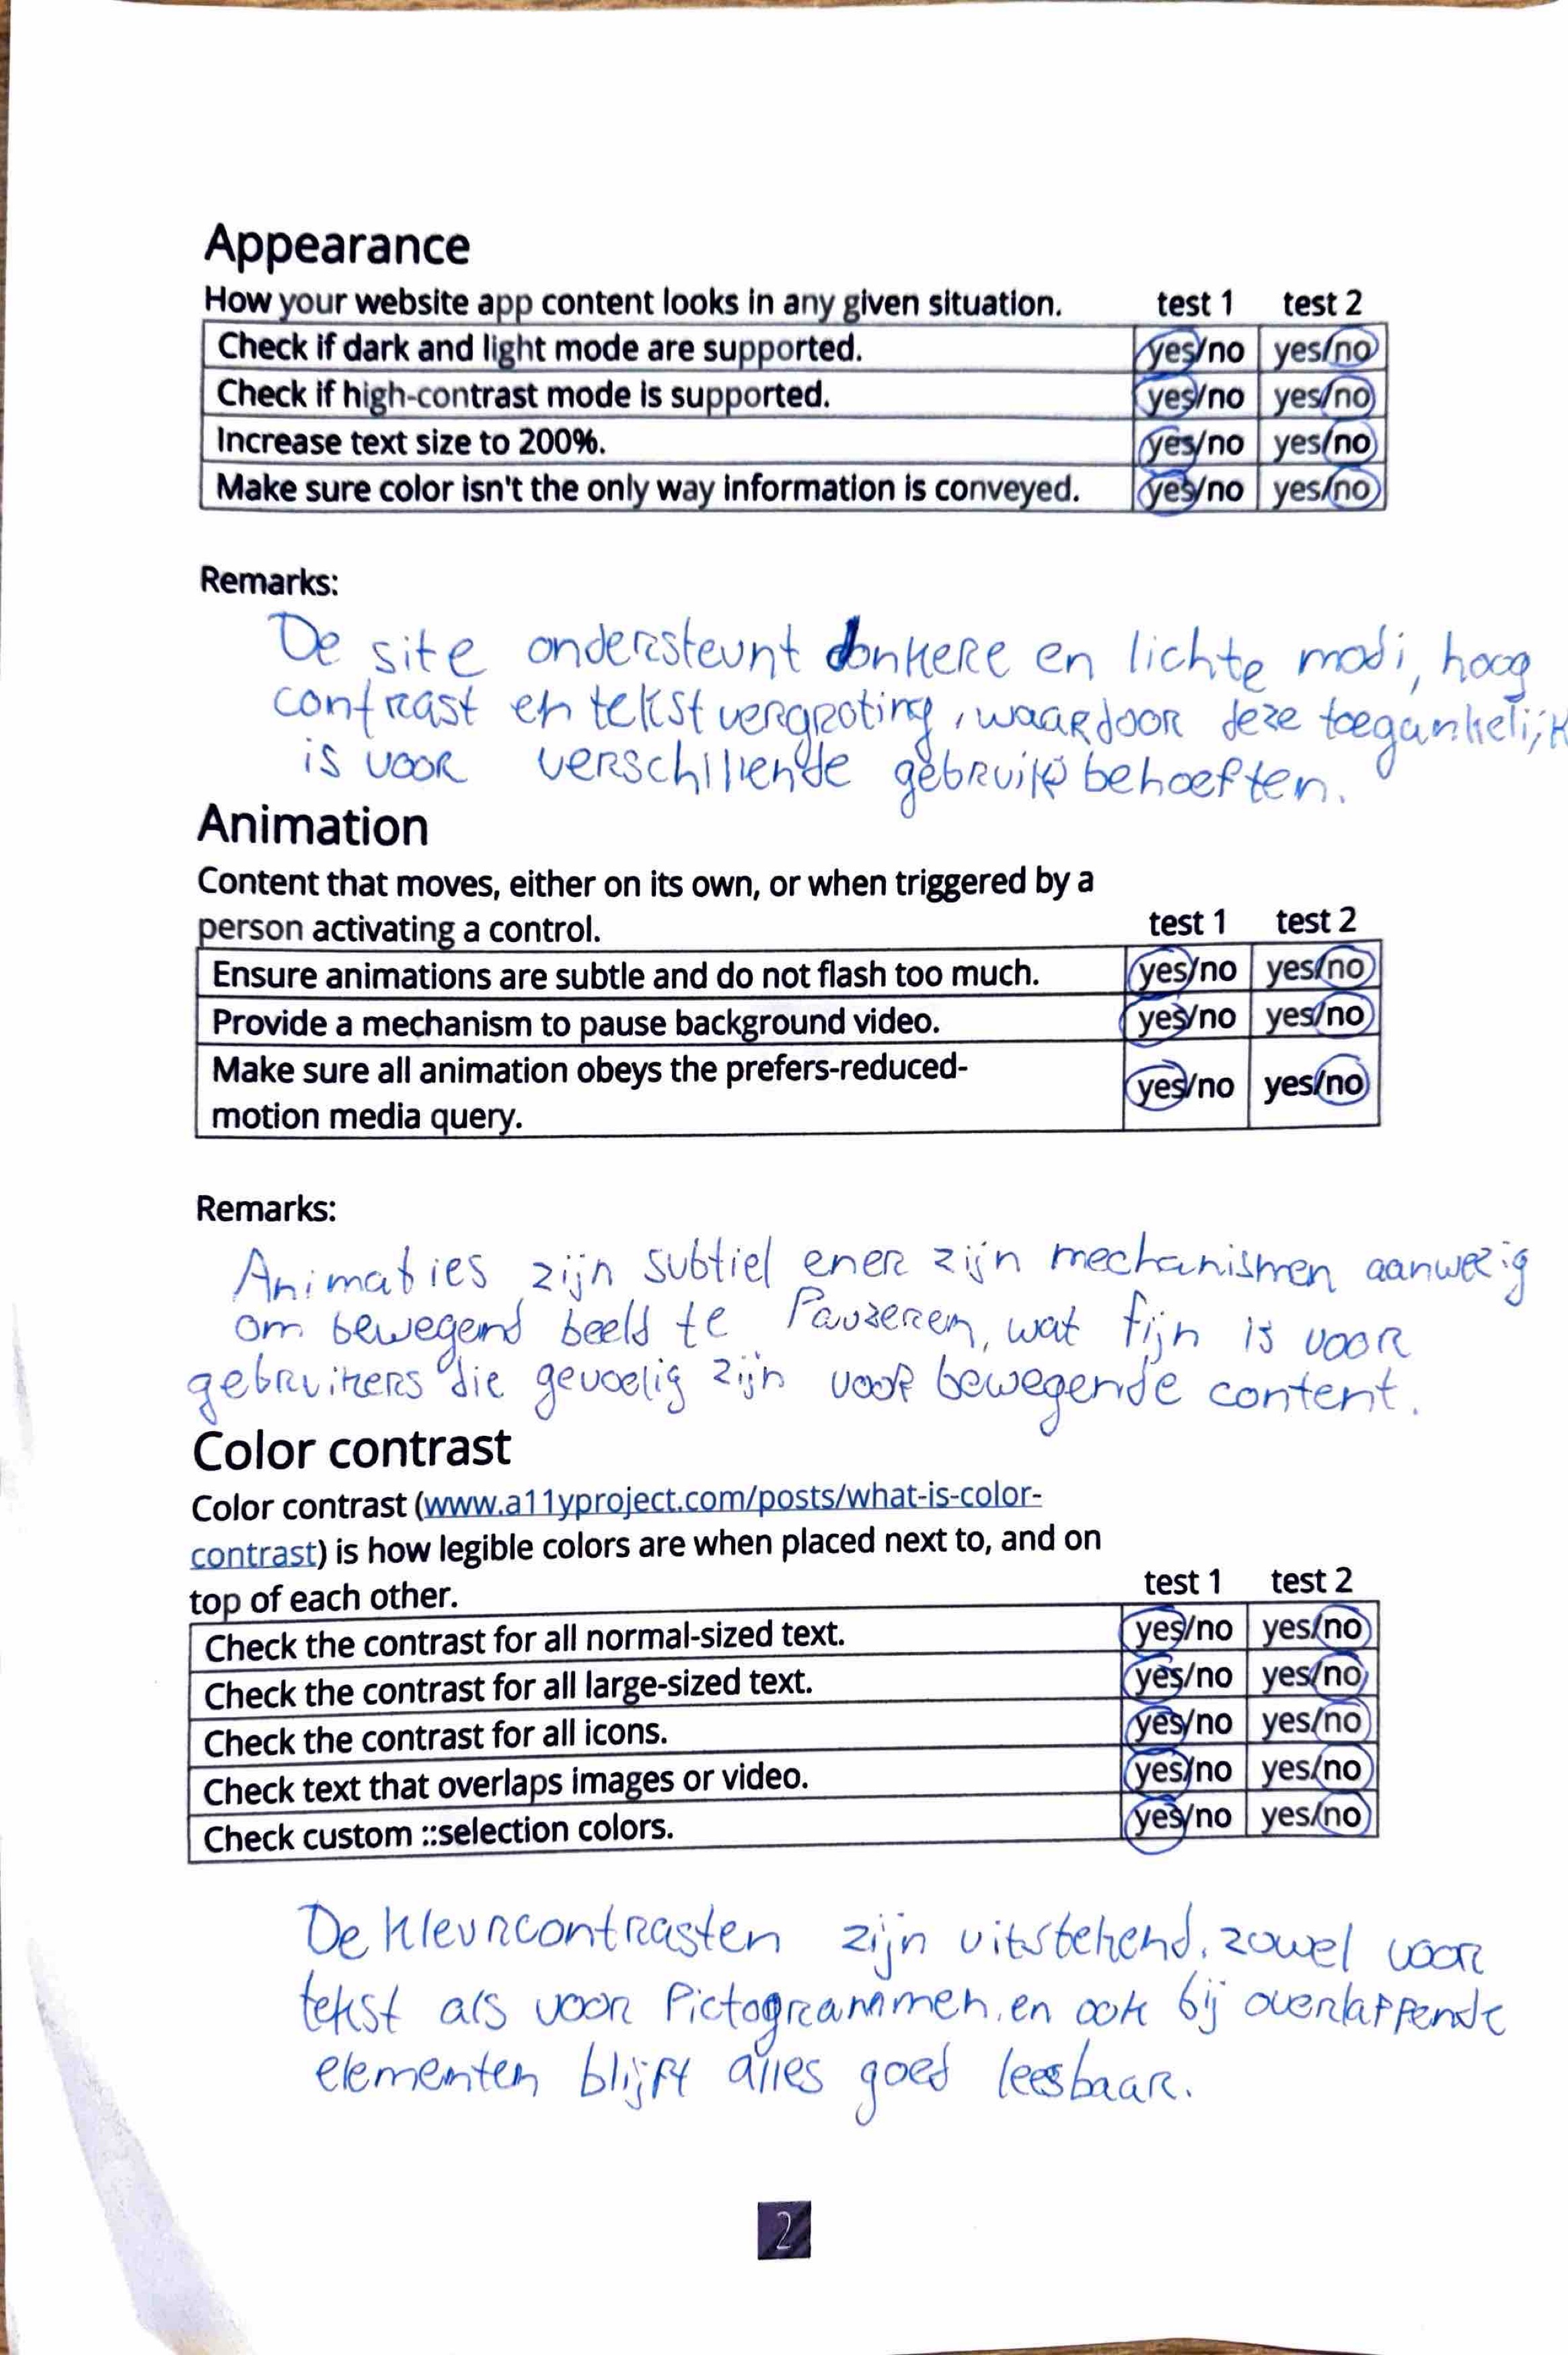 Appearance
How your website app content looks in any given situation. test 1 test 2
Check if dark and light mode are supported. yes/no yes/no
Check if high-contrast mode is supported. yes/no yes/no
Increase text size to 200%. yes/no yes/no
Make sure color isn't the only way information is conveyed. yes/no yes/no
Remarks:
De site ondersteunt donkere en lichte modi, hoog
contrast en tekstvergroting, waardoor deze toegankelijk
is voor verschillende gebruik behoeften.
Animation
Content that moves, either on its own, or when triggered by a
person activating a control. test 1 test 2
Ensure animations are subtle and do not flash too much. yes/no yes/no
Provide a mechanism to pause background video. yes/no yes/no
Make sure all animation obeys the prefers-reduced-
motion media query. yes/no yes/no
Remarks:
Animaties zijn subtiel en er zijn mechanismen aanwezig
om bewegend beeld te Pauzeren, wat fijn is voor
gebruikers die gevoelig zijn voor bewegende content.
Color contrast
Color contrast (www.a11yproject.com/posts/what-is-color-
contrast) is how legible colors are when placed next to, and on
top of each other. test 1 test 2
Check the contrast for all normal-sized text. yes/no yes/no
Check the contrast for all large-sized text. yes/no yes/no
Check the contrast for all icons. yes/no yes/no
Check text that overlaps images or video. yes/no yes/no
Check custom ::selection colors. yes/no yes/no
De kleurcontrasten zijn uitstekend, zowel voor
tekst als voor Pictogrammen, en ook bij overlappende
elementen blijft alles goed leesbaar.
2